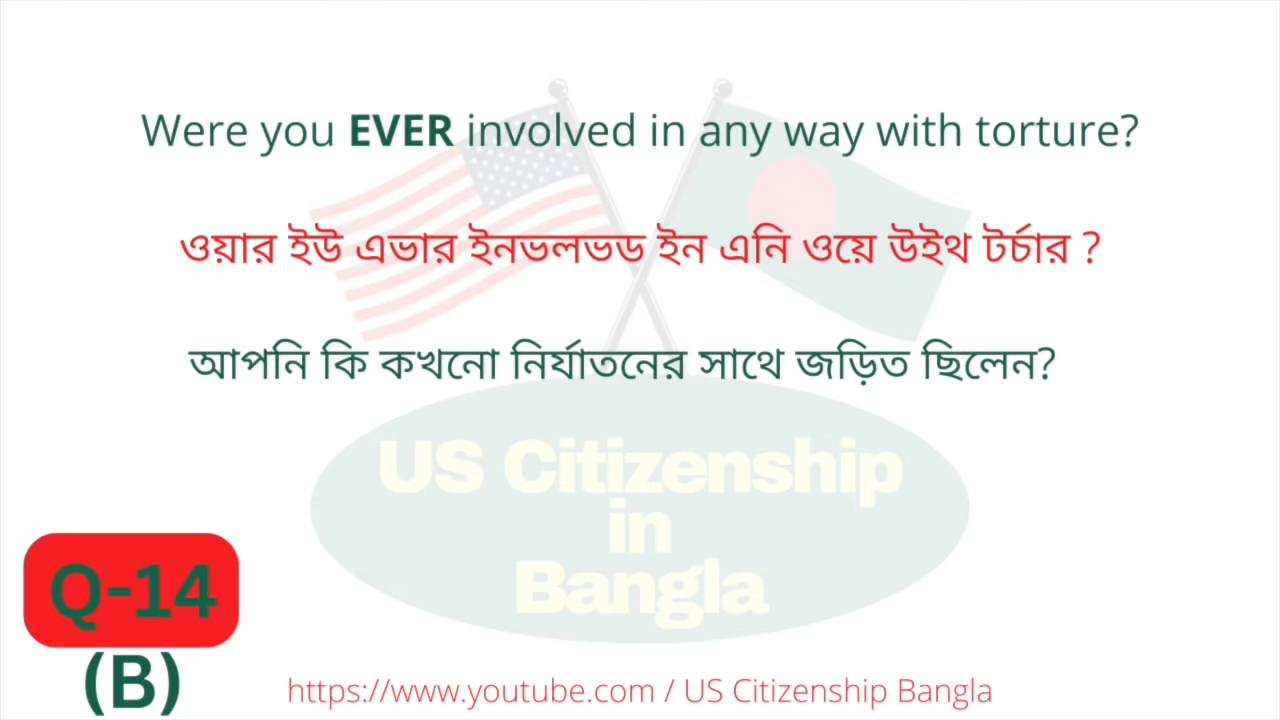 Were you EVER involved in any way with torture?
ওয়ার ইউ এভার ইনভলভড ইন এনি ওয়ে উইথ টর্চার ?
আপনি কি কখনো নির্যাতনের সাথে জড়িত ছিলেন?
US Citizenship
in
Bangla
Q-14
(B)
https://www.youtube.com / US Citizenship Bangla